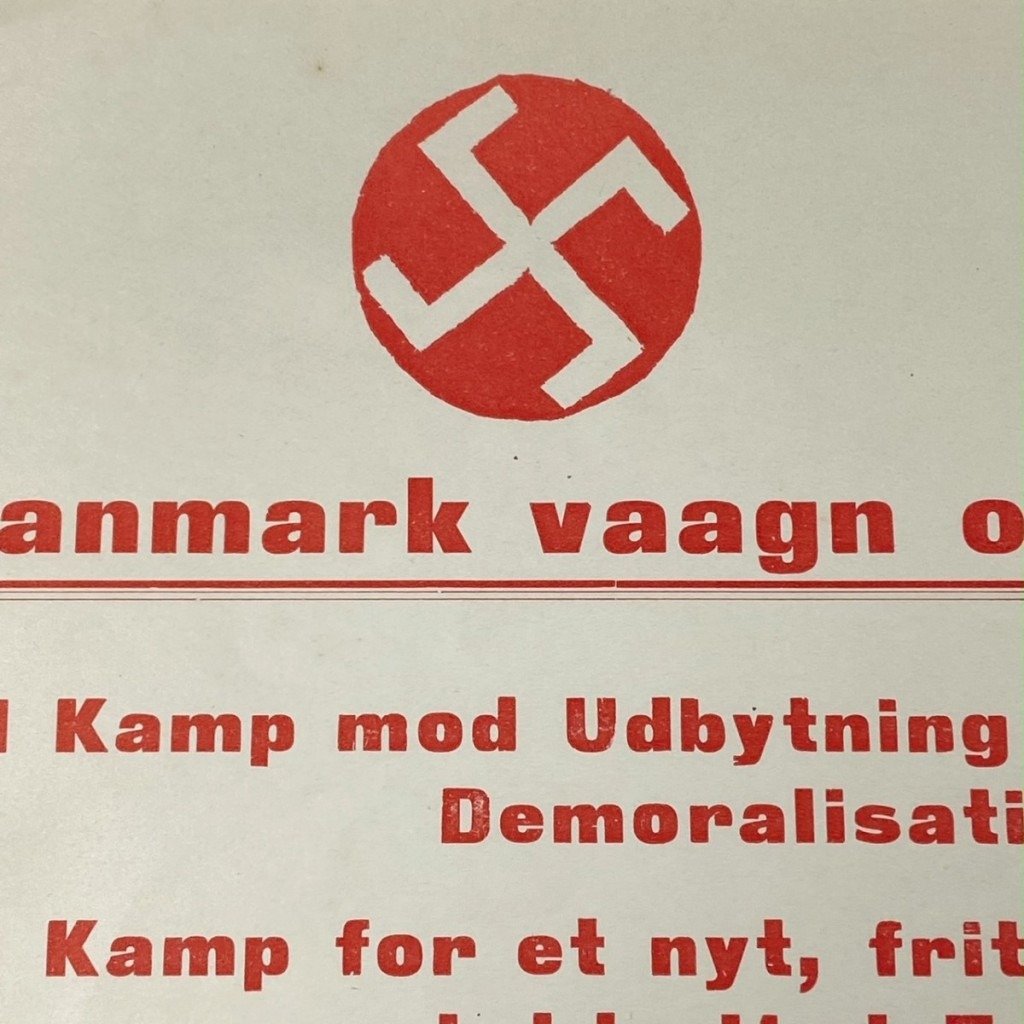 anmark vaagn o
Kamp mod Udbytning
Demoralisati
Kamp for et nyt, frit